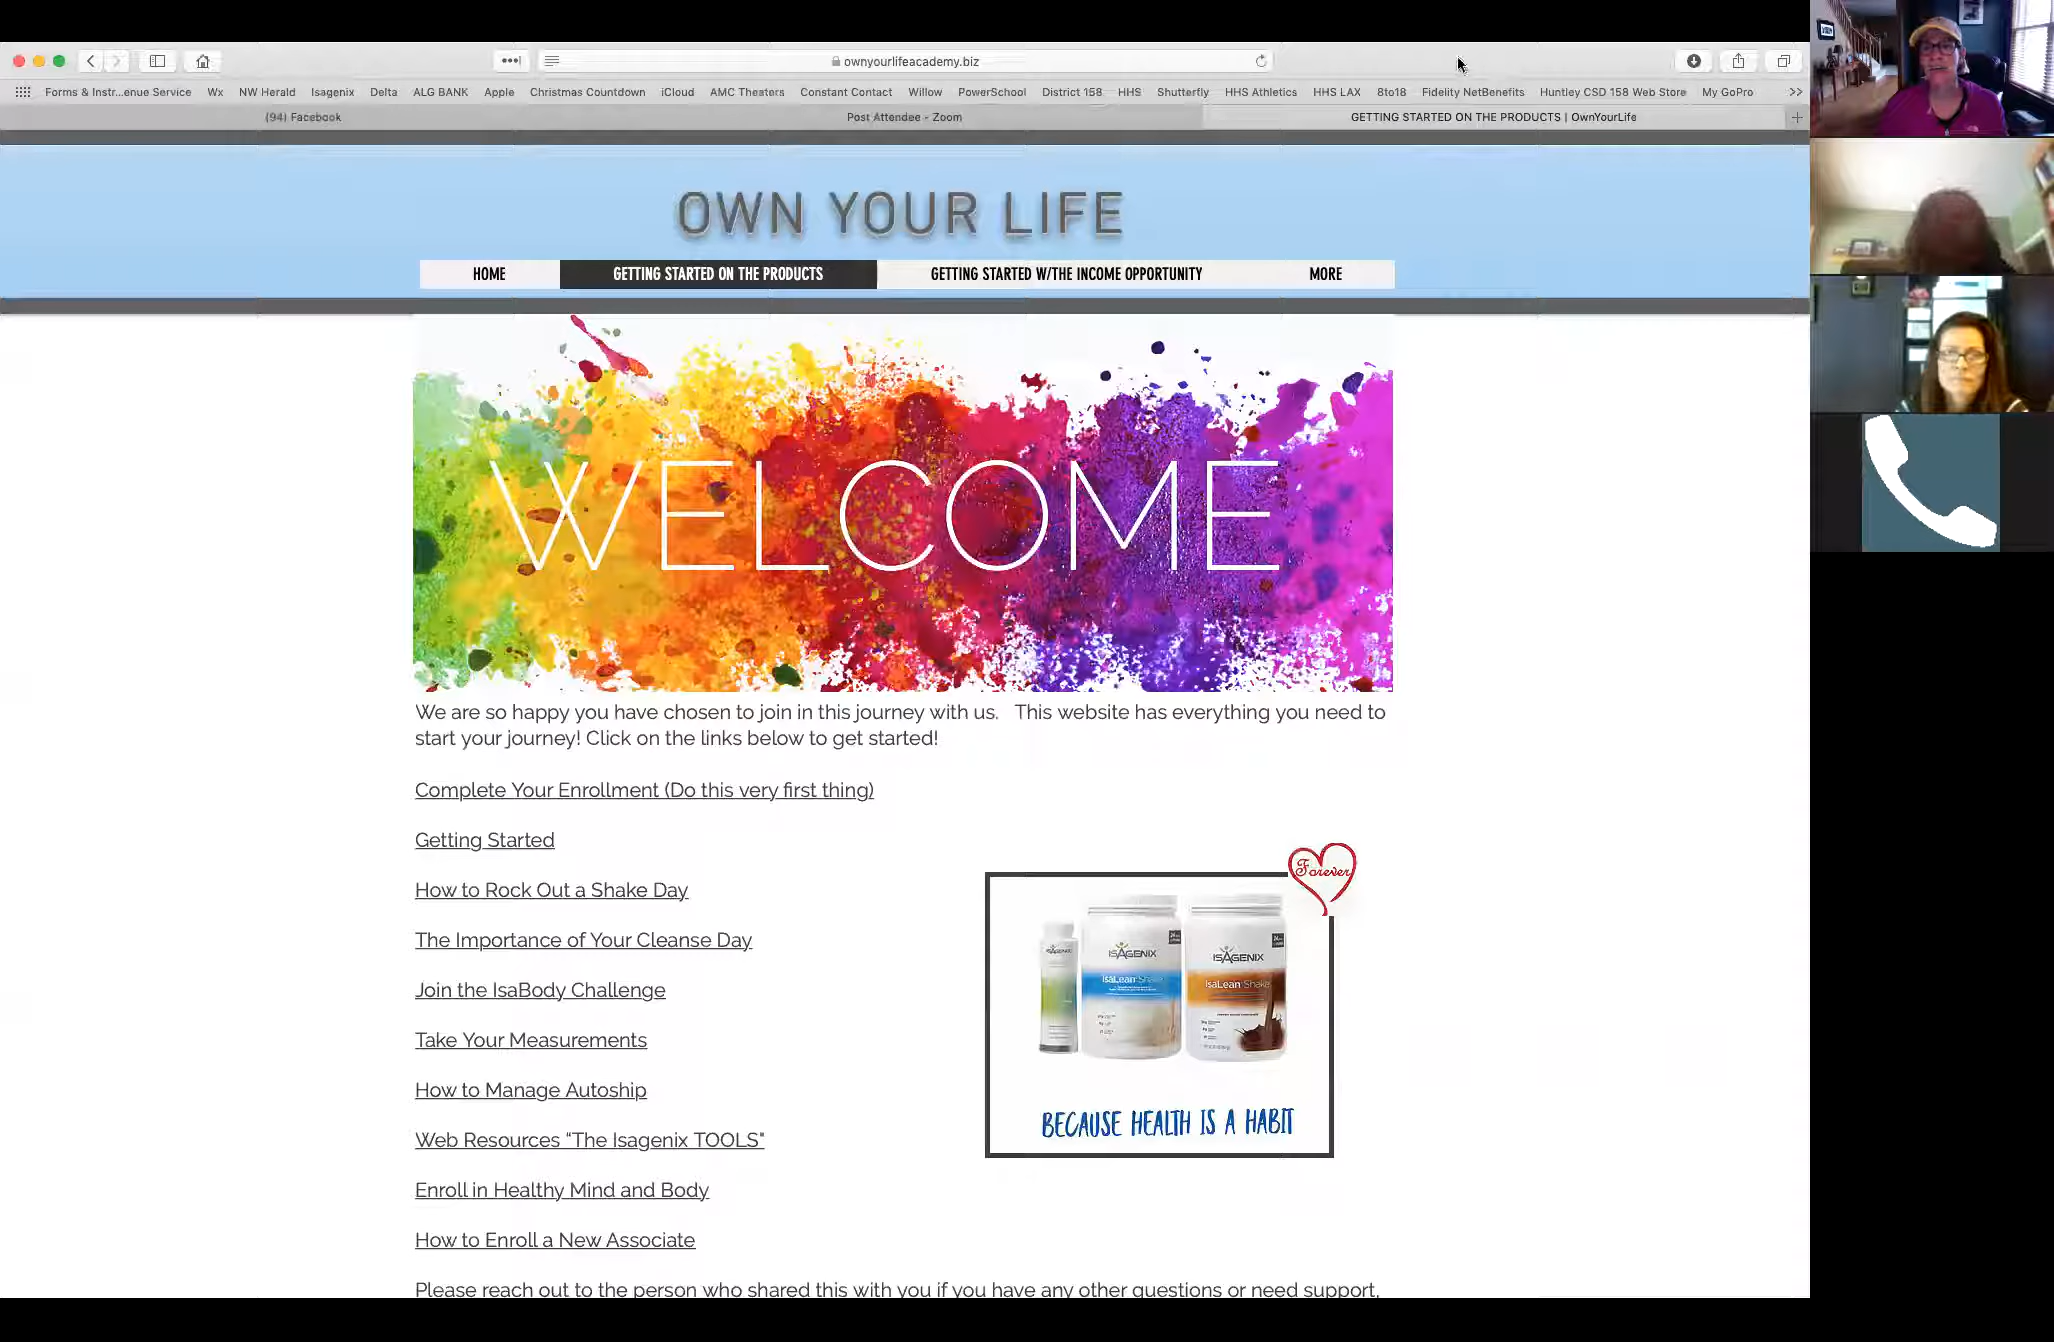 ownyourlifeacademy.biz
Forms & Instr...enue Service Wx NW Herald Isagenix Delta ALG BANK Apple Christmas Countdown iCloud AMC Theaters Constant Contact Willow PowerSchool District 158 HHS Shutterfly HHS Athletics HHS LAX 8to18 Fidelity NetBenefits Huntley CSD 158 Web Store My GoPro >>
(94) Facebook Post Attendee - Zoom GETTING STARTED ON THE PRODUCTS | OwnYourLife
OWN YOUR LIFE
HOME GETTING STARTED ON THE PRODUCTS GETTING STARTED W/THE INCOME OPPORTUNITY MORE
WELCOME
We are so happy you have chosen to join in this journey with us. This website has everything you need to
start your journey! Click on the links below to get started!
Complete Your Enrollment (Do this very first thing)
Getting Started
How to Rock Out a Shake Day
The Importance of Your Cleanse Day
Join the IsaBody Challenge
Take Your Measurements
How to Manage Autoship
Web Resources “The Isagenix TOOLS"
Enroll in Healthy Mind and Body
How to Enroll a New Associate
Forever
ISAGENIX ISAGENIX ISAGENIX
IsaLean Shake IsaLean Shake
BECAUSE HEALTH IS A HABIT
Please reach out to the person who shared this with you if you have any other questions or need support,